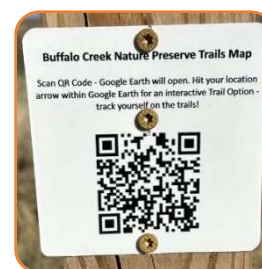 Buffalo Creek Nature Preserve Trails Map
Scan QR Code - Google Earth will open. Hit your location
arrow within Google Earth for an interactive Trail Option -
track yourself on the trails!